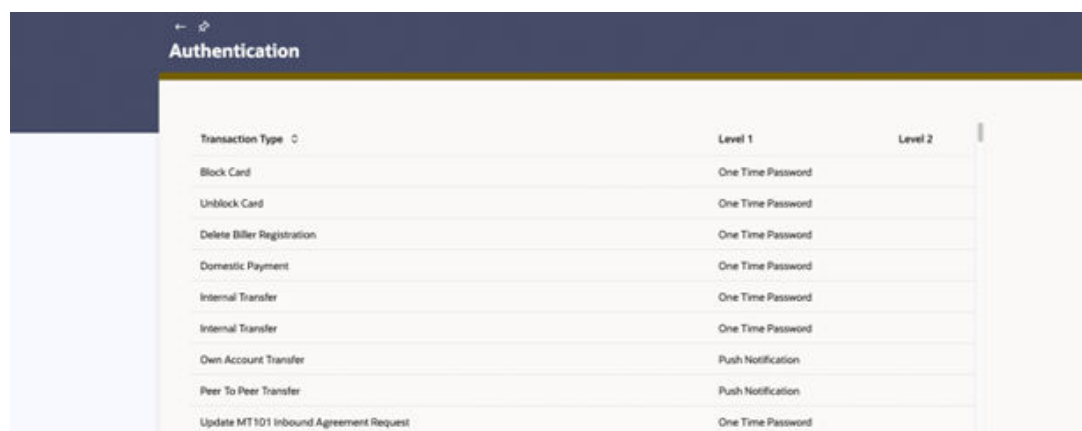 Authentication
Transaction Type Level 1 Level 2
Block Card One Time Password
Unblock Card One Time Password
Delete Biller Registration One Time Password
Domestic Payment One Time Password
Internal Transfer One Time Password
Internal Transfer One Time Password
Own Account Transfer Push Notification
Peer To Peer Transfer Push Notification
Update MT101 Inbound Agreement Request One Time Password